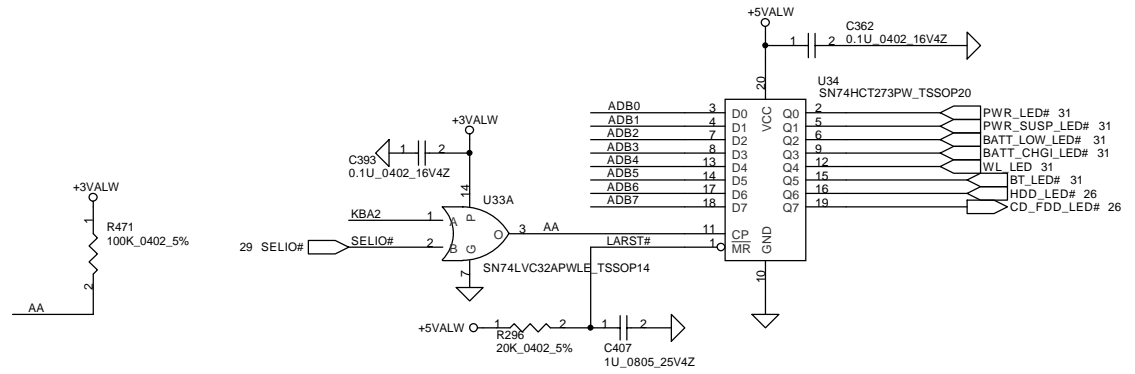 +5VALW
C362
0.1U_0402_16V4Z
1 2
20
U34
SN74HCT273PW_TSSOP20
VCC
ADB0 3 D0 Q0 2 PWR_LED# 31
ADB1 4 D1 Q1 5 PWR_SUSP_LED# 31
ADB2 7 D2 Q2 6 BATT_LOW_LED# 31
ADB3 8 D3 Q3 9 BATT_CHGI_LED# 31
ADB4 13 D4 Q4 12 WL_LED 31
ADB5 14 D5 Q5 15 BT_LED# 31
ADB6 17 D6 Q6 16 HDD_LED# 26
ADB7 18 D7 Q7 19 CD_FDD_LED# 26
11 CP
1 MR
GND
10
+3VALW
1 2
C393
0.1U_0402_16V4Z
14
U33A
KBA2 1 A P
O 3 AA
29 SELIO# SELIO# 2 B G
7
SN74LVC32APWLE_TSSOP14
LARST#
+3VALW
1
R471
100K_0402_5%
2
AA
+5VALW 1 2 1 2
R296
20K_0402_5%
C407
1U_0805_25V4Z